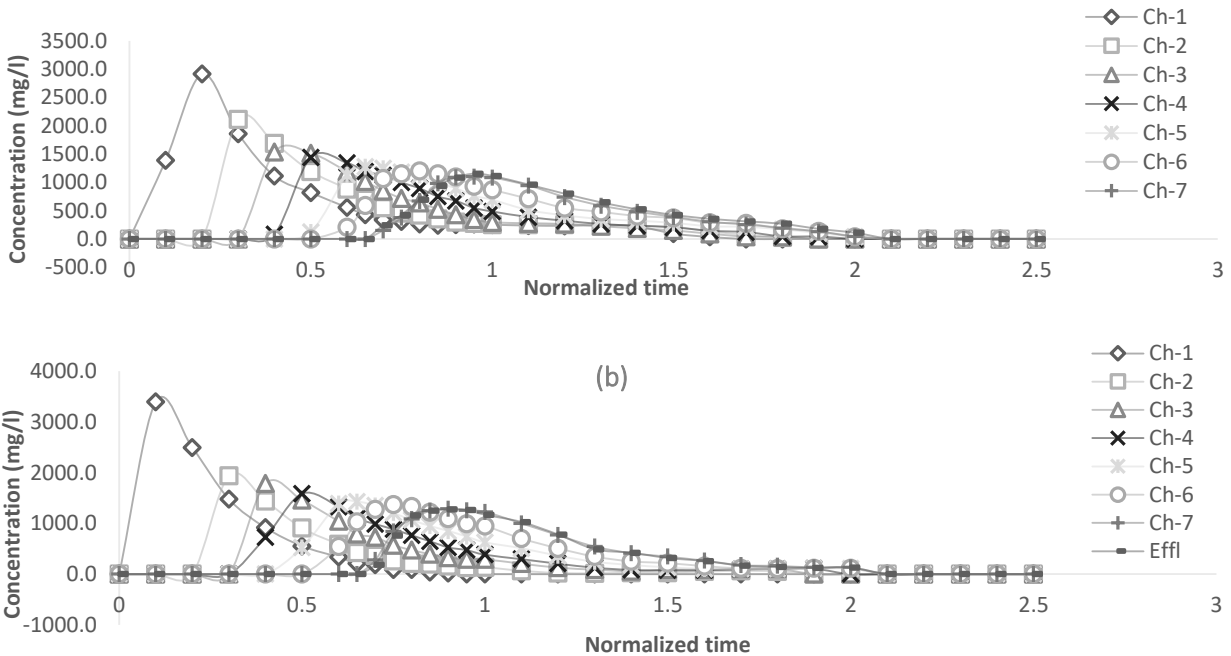 Concentration (mg/l)
3500.0
3000.0
2500.0
2000.0
1500.0
1000.0
500.0
0.0
-500.0
0
0.5
1
1.5
2
2.5
3
Normalized time
Ch-1
Ch-2
Ch-3
Ch-4
Ch-5
Ch-6
Ch-7
(b)
Concentration (mg/l)
4000.0
3000.0
2000.0
1000.0
0.0
-1000.0
0
0.5
1
1.5
2
2.5
3
Normalized time
Ch-1
Ch-2
Ch-3
Ch-4
Ch-5
Ch-6
Ch-7
Effl